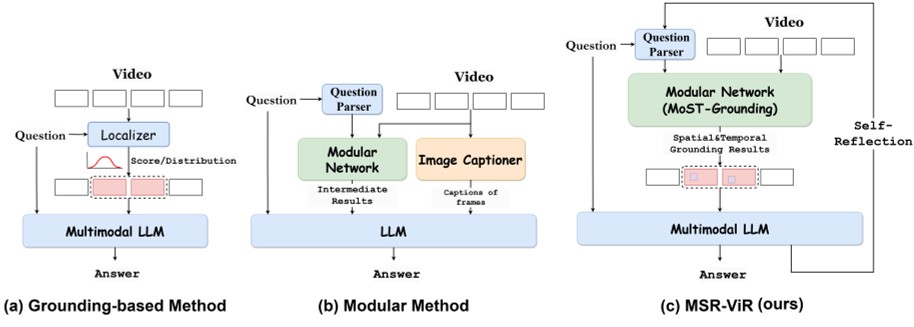 Video
Question
Localizer
Score/Distribution
Multimodal LLM
Answer
(a) Grounding-based Method
Video
Question
Question
Parser
Modular
Network
Image Captioner
Intermediate
Results
Captions of
frames
LLM
Answer
(b) Modular Method
Video
Question
Question
Parser
Modular Network
(MoST-Grounding)
Spatial&Temporal
Grounding Results
Self-
Reflection
Multimodal LLM
Answer
(c) MSR-ViR (ours)